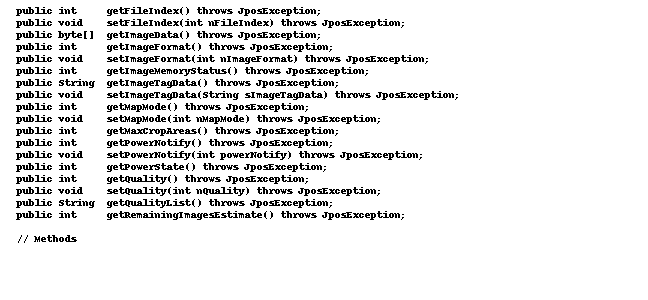 public int     getFileIndex() throws JposException;
public void    setFileIndex(int nFileIndex) throws JposException;
public byte[]  getImageData() throws JposException;
public int     getImageFormat() throws JposException;
public void    setImageFormat(int nImageFormat) throws JposException;
public int     getImageMemoryStatus() throws JposException;
public String  getImageTagData() throws JposException;
public void    setImageTagData(String sImageTagData) throws JposException;
public int     getMapMode() throws JposException;
public void    setMapMode(int nMapMode) throws JposException;
public int     getMaxCropAreas() throws JposException;
public int     getPowerNotify() throws JposException;
public void    setPowerNotify(int powerNotify) throws JposException;
public int     getPowerState() throws JposException;
public int     getQuality() throws JposException;
public void    setQuality(int nQuality) throws JposException;
public String  getQualityList() throws JposException;
public int     getRemainingImagesEstimate() throws JposException;
// Methods